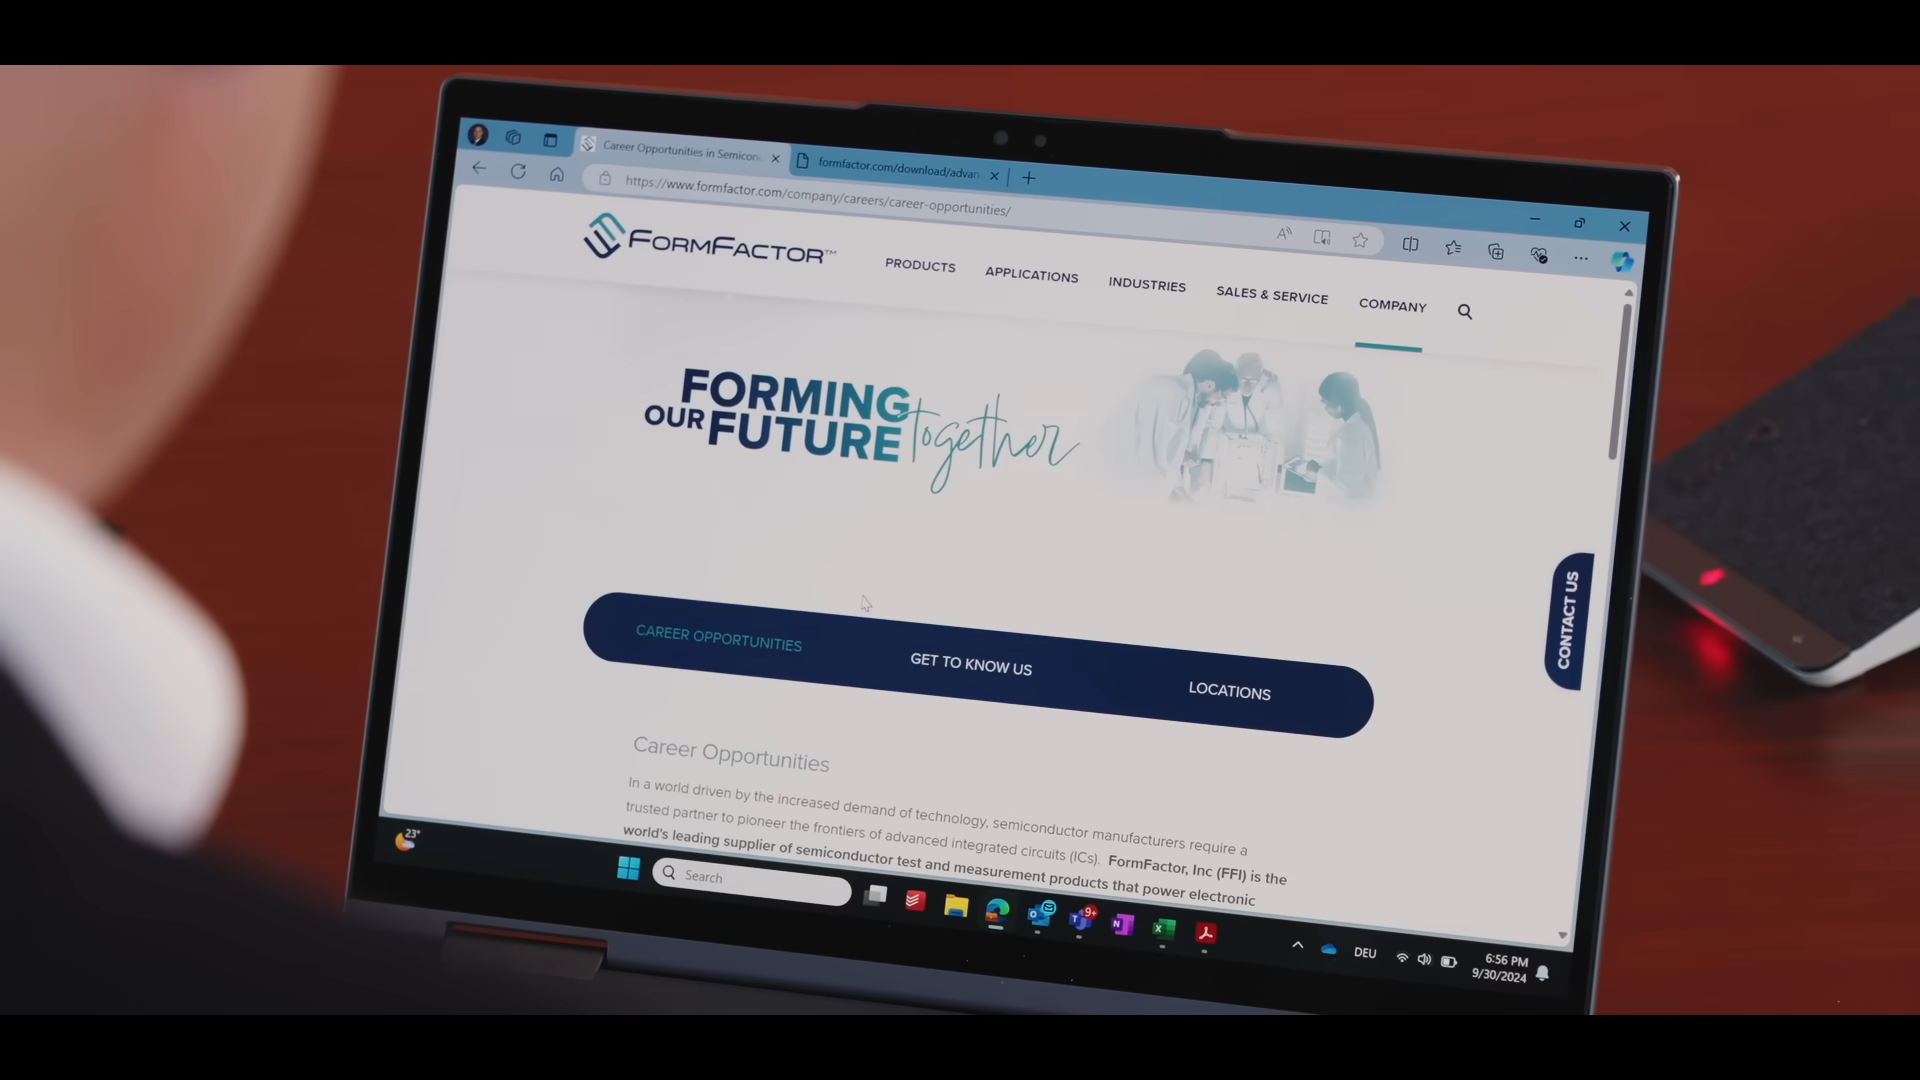 Career Opportunities in Semicon
formfactor.com/download/advan
https://www.formfactor.com/company/careers/career-opportunities/
FORMFACTOR™
PRODUCTS
APPLICATIONS
INDUSTRIES
SALES & SERVICE
COMPANY
FORMING
OUR FUTURE together
CONTACT US
CAREER OPPORTUNITIES
GET TO KNOW US
LOCATIONS
Career Opportunities
In a world driven by the increased demand of technology, semiconductor manufacturers require a
trusted partner to pioneer the frontiers of advanced integrated circuits (ICs). FormFactor, Inc (FFI) is the
world's leading supplier of semiconductor test and measurement products that power electronic
23°
Search
9+
DEU
6:56 PM
9/30/2024